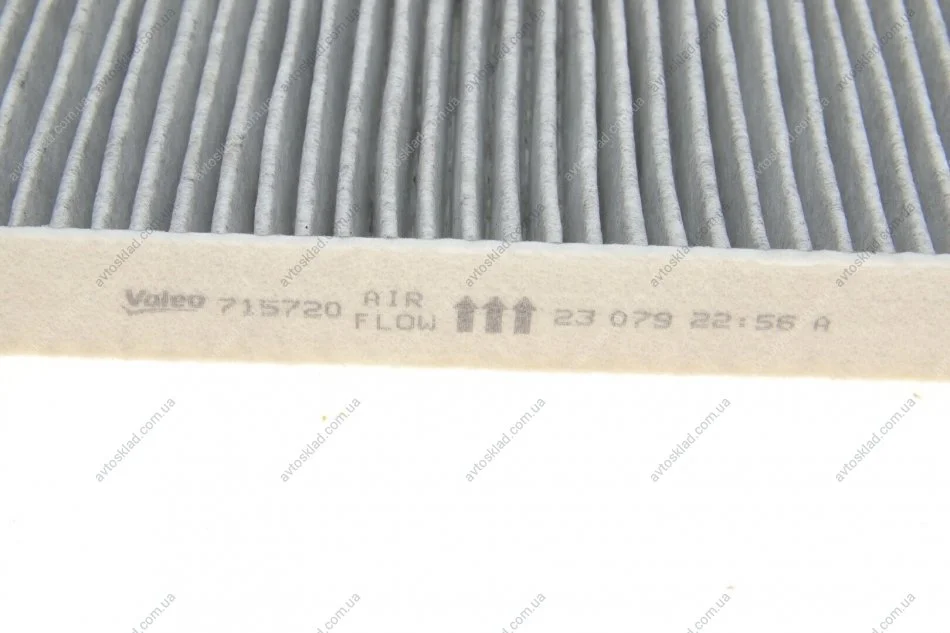 Valeo 715720 AIR FLOW ↑↑↑ 23 079 22:56 A
avtosklad.com.ua